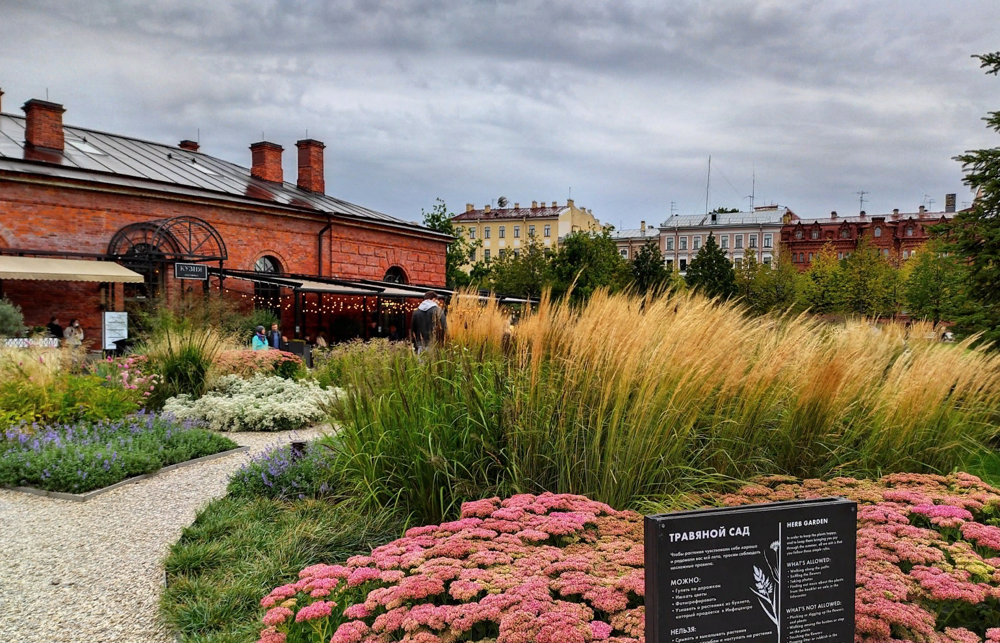 КУЗНЯ
ТРАВЯНОЙ САД
Чтобы растения чувствовали себя хорошо
и радовали вас всё лето, просим соблюдать
несложные правила.
МОЖНО:
• Гулять по дорожкам
• Нюхать цветы
• Фотографировать
• Узнавать о растениях из буклета,
который продается в Инфоцентре
НЕЛЬЗЯ:
• Срывать и выкапывать растения
и наступать на растения
HERB GARDEN
In order to keep the plants happy,
and to keep them bringing you joy
through the summer, all we ask is that
you follow these simple rules.
WHAT'S ALLOWED:
• Walking along the paths
• Sniffing the flowers
• Taking photos
• Finding out more about the plants
from the booklet on sale in the
Infocenter
WHAT'S NOT ALLOWED:
• Plucking or digging up the flowers
and plants
• Walking among the bushes or step
on the plants
• Touching the flowers
• Droping litter or rubbish in the